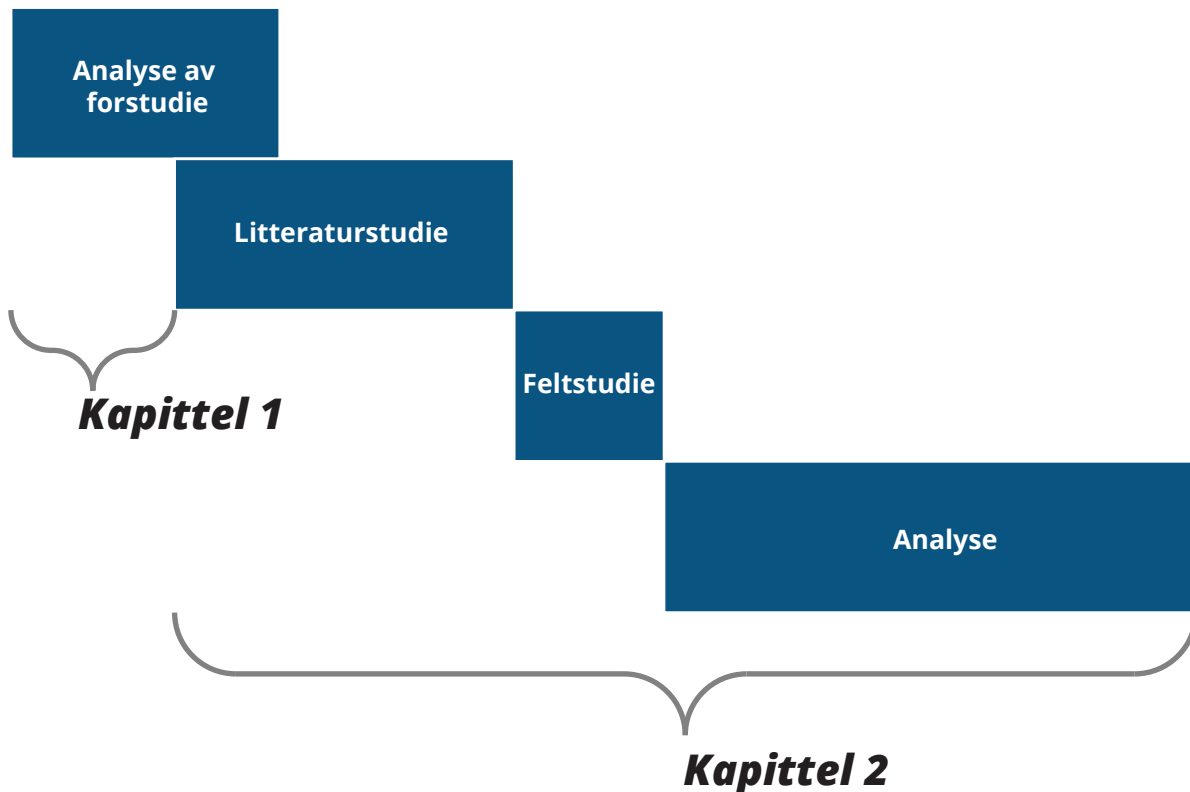 Analyse av
forstudie
Litteraturstudie
Feltstudie
Kapittel 1
Analyse
Kapittel 2